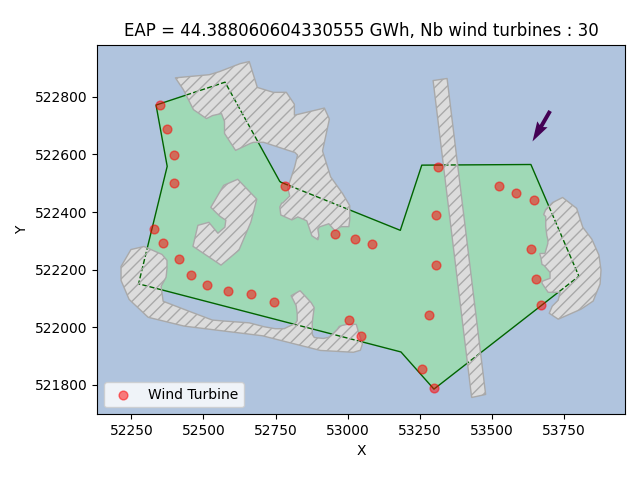 EAP = 44.388060604330555 GWh, Nb wind turbines : 30
Y
522800
522600
522400
522200
522000
521800
Wind Turbine
52250 52500 52750 53000 53250 53500 53750
X